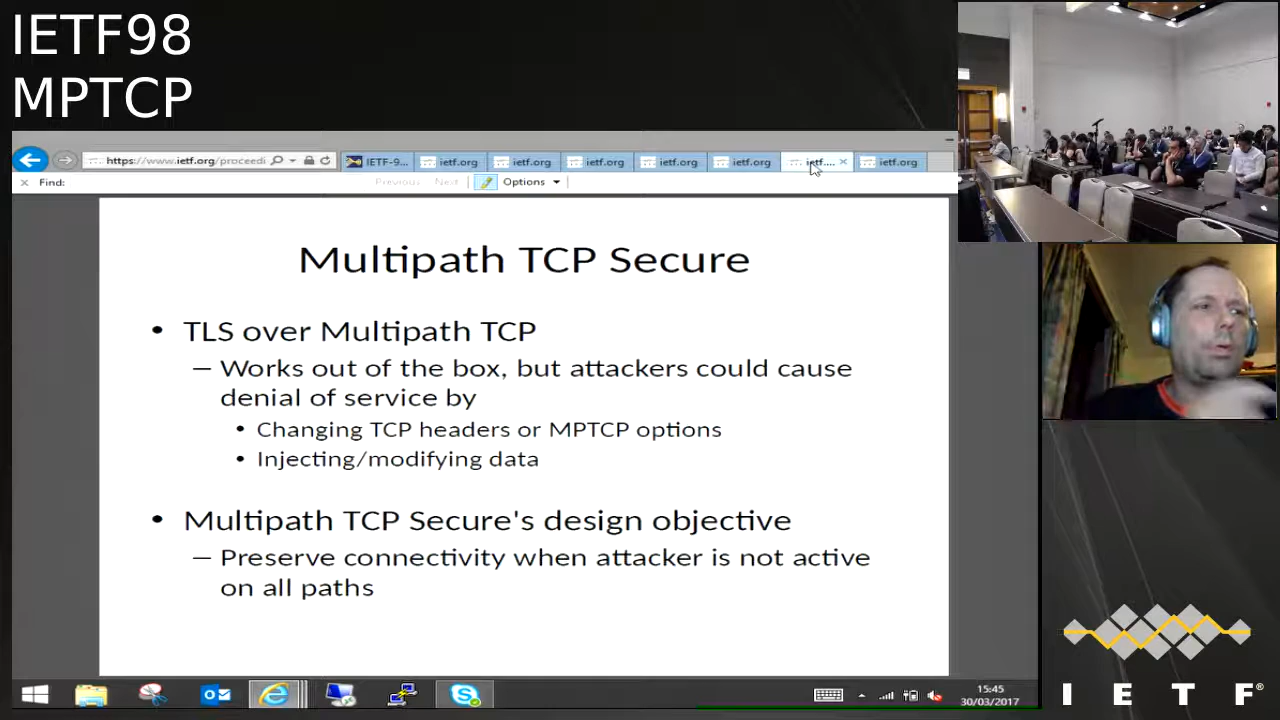 IETF98
MPTCP
https://www.ietf.org/proceedi
IETF-9...
ietf.org
ietf.org
ietf.org
ietf.org
ietf.org
ietf....
ietf.org
Find:
Previous
Next
Options
Multipath TCP Secure
• TLS over Multipath TCP
– Works out of the box, but attackers could cause
denial of service by
• Changing TCP headers or MPTCP options
• Injecting/modifying data
• Multipath TCP Secure's design objective
– Preserve connectivity when attacker is not active
on all paths
15:45
30/03/2017
I E T F®